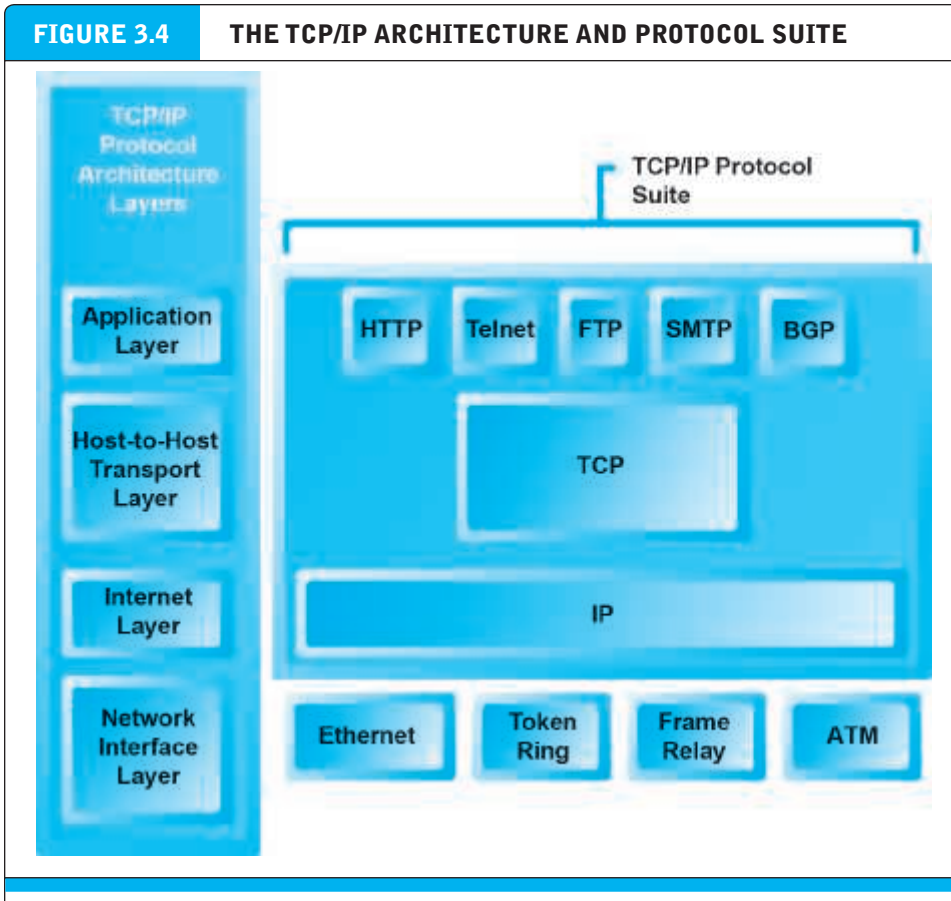 FIGURE 3.4 THE TCP/IP ARCHITECTURE AND PROTOCOL SUITE
TCP/IP
Protocol
Architecture
Layers
TCP/IP Protocol
Suite
Application
Layer
HTTP Telnet FTP SMTP BGP
Host-to-Host
Transport
Layer
TCP
Internet
Layer
IP
Network
Interface
Layer
Ethernet
Token
Ring
Frame
Relay
ATM